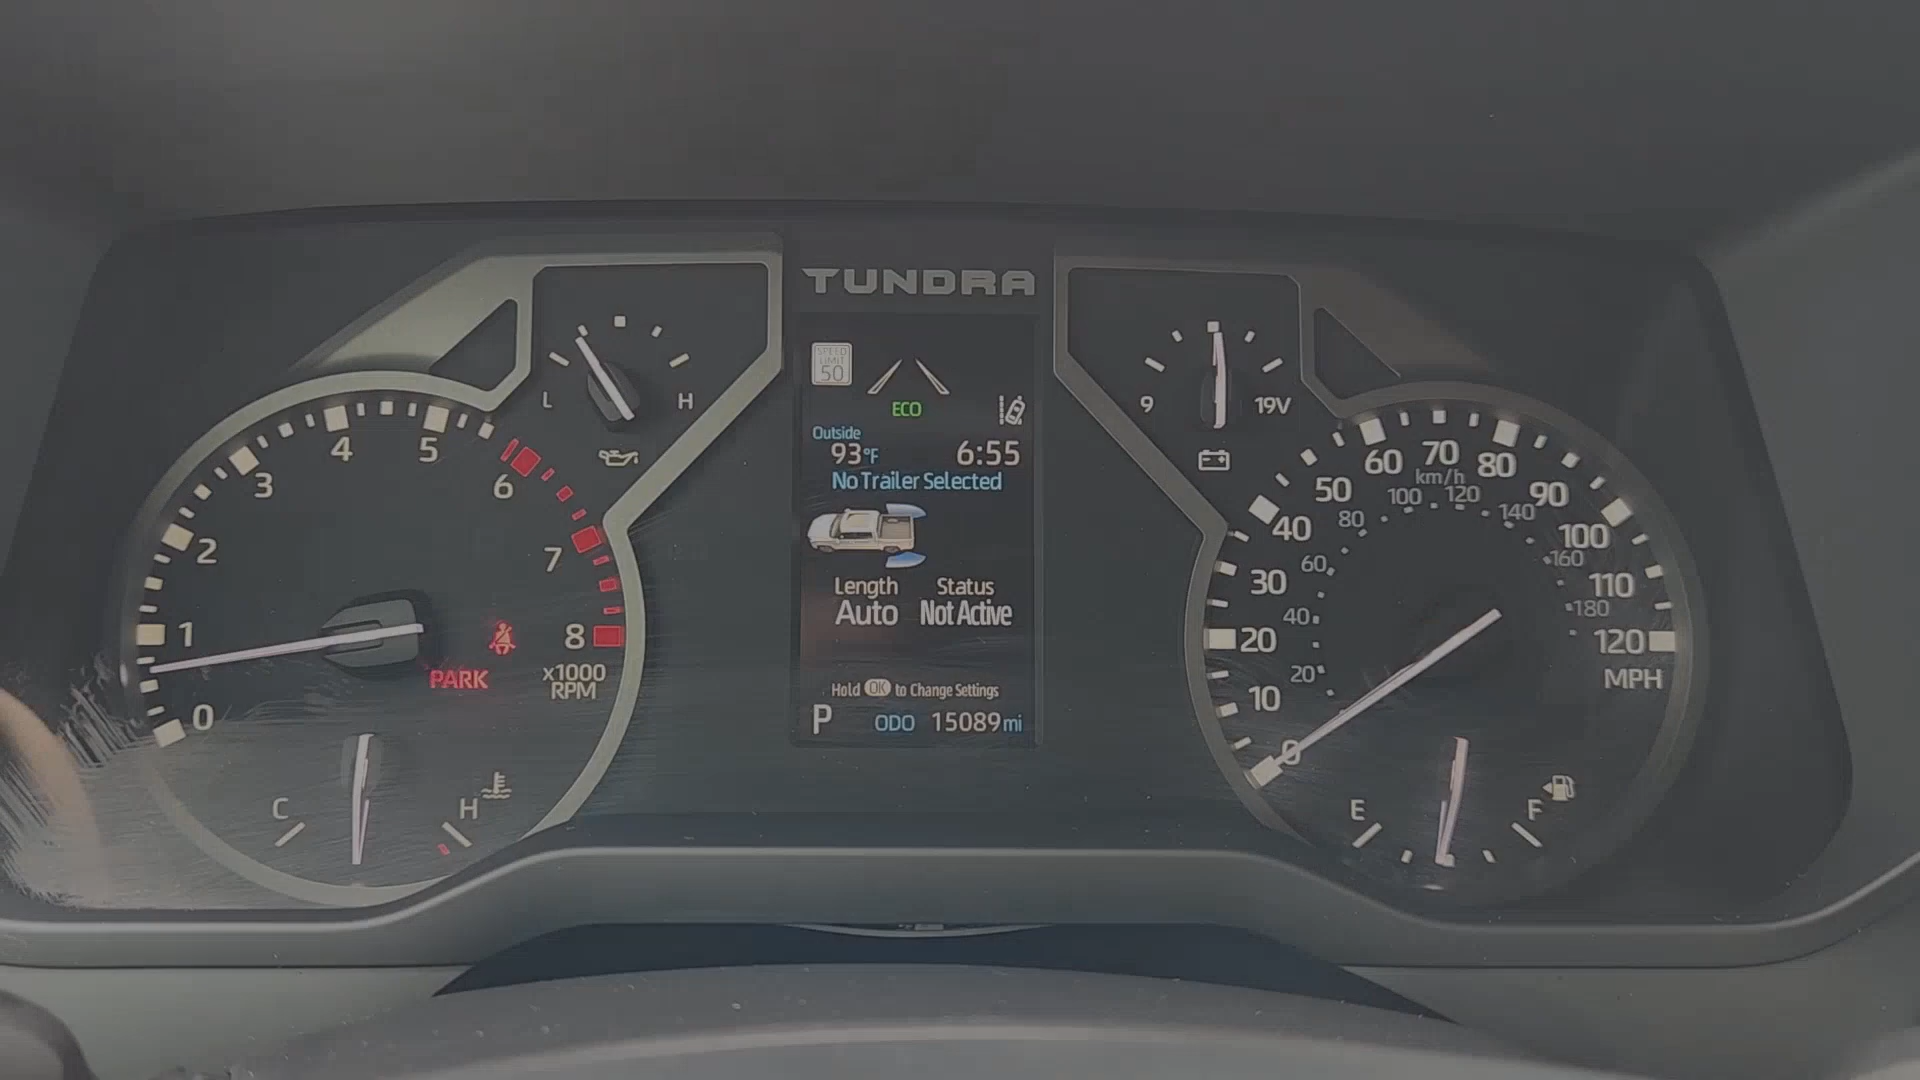 TUNDRA
SPEED
LIMIT
50
ECO
Outside
93°F 6:55
No Trailer Selected
Length Status
Auto Not Active
Hold OK to Change Settings
P ODO 15089 mi
L H
0 1 2 3 4 5 6 7 8
x1000
RPM
PARK
C H
9 19V
0 10 20 30 40 50 60 70 80 90 100 110 120
MPH
km/h
20 40 60 80 100 120 140 160 180
E F